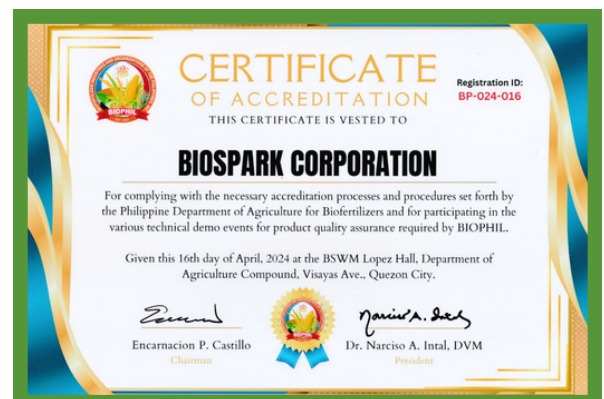 CERTIFICATE
OF ACCREDITATION
Registration ID:
BP-024-016
THIS CERTIFICATE IS VESTED TO
BIOSPARK CORPORATION
For complying with the necessary accreditation processes and procedures set forth by
the Philippine Department of Agriculture for Biofertilizers and for participating in the
various technical demo events for product quality assurance required by BIOPHIL.
Given this 16th day of April, 2024 at the BSWM Lopez Hall, Department of
Agriculture Compound, Visayas Ave., Quezon City.
Narciso A. Intal
Encarnacion P. Castillo
Dr. Narciso A. Intal, DVM
Chairman
President
BIOPHIL
BIOPHIL